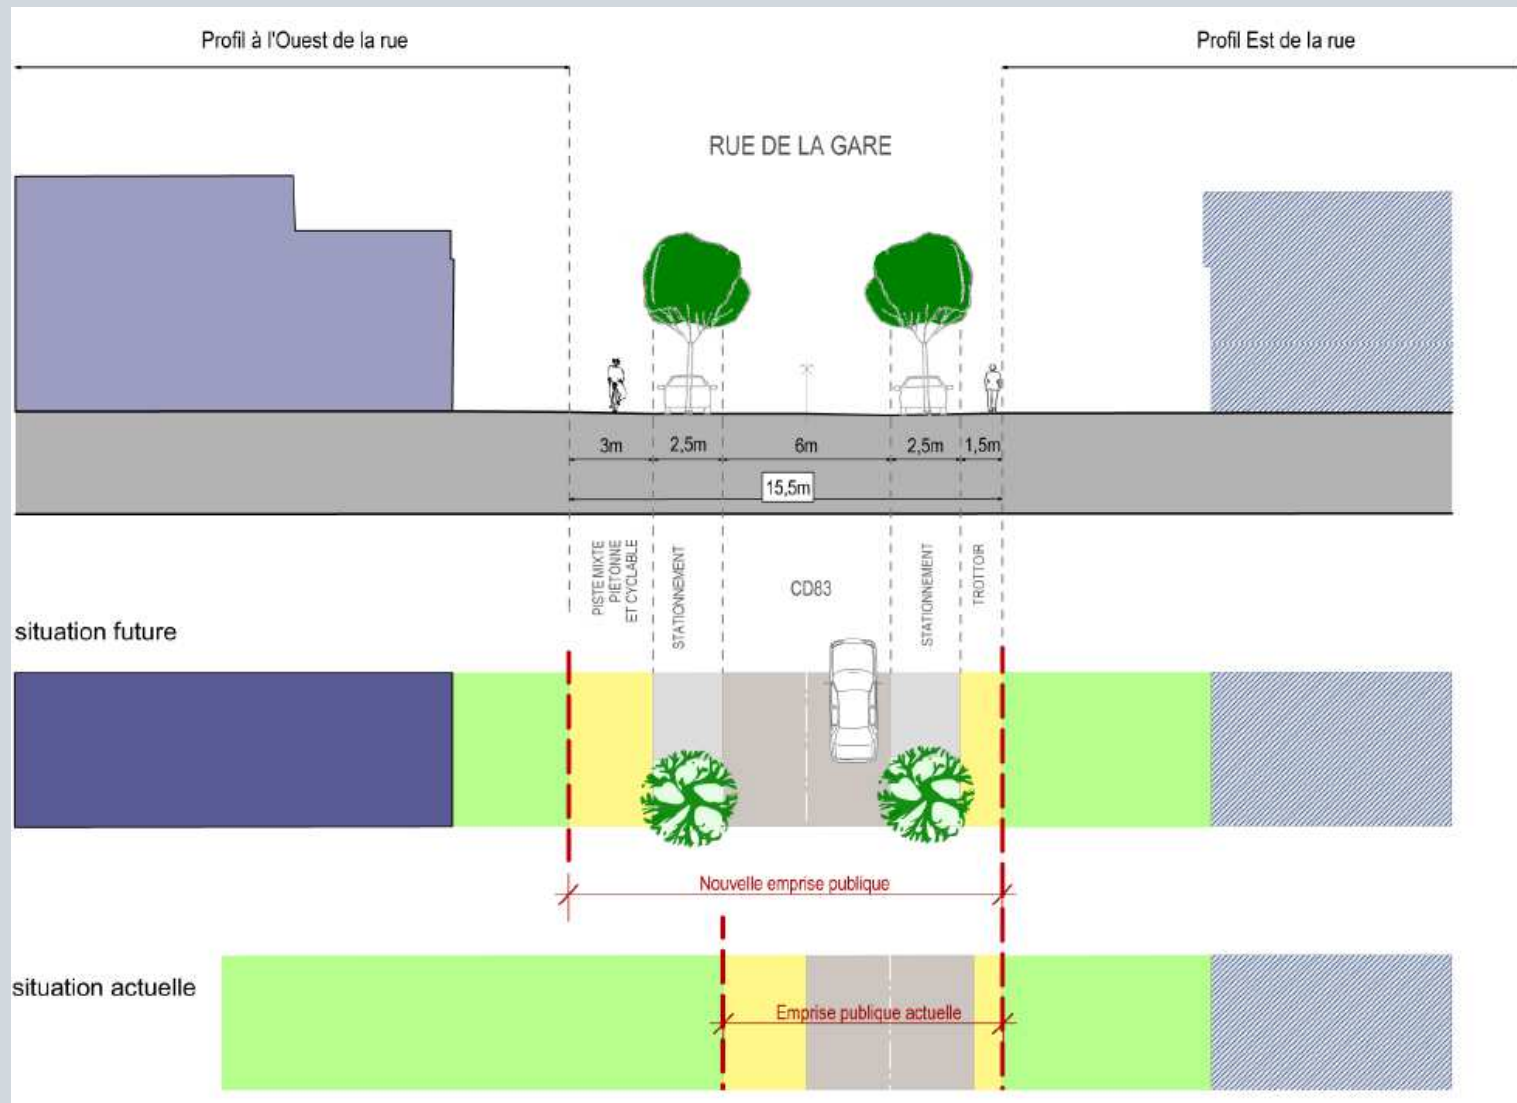 Profil à l'Ouest de la rue
Profil Est de la rue
RUE DE LA GARE
3m
2,5m
6m
2,5m
1,5m
15,5m
PISTE MIXTE
PIETONNE
ET CYCLABLE
STATIONNEMENT
CD83
STATIONNEMENT
TROTTOIR
situation future
Nouvelle emprise publique
situation actuelle
Emprise publique actuelle